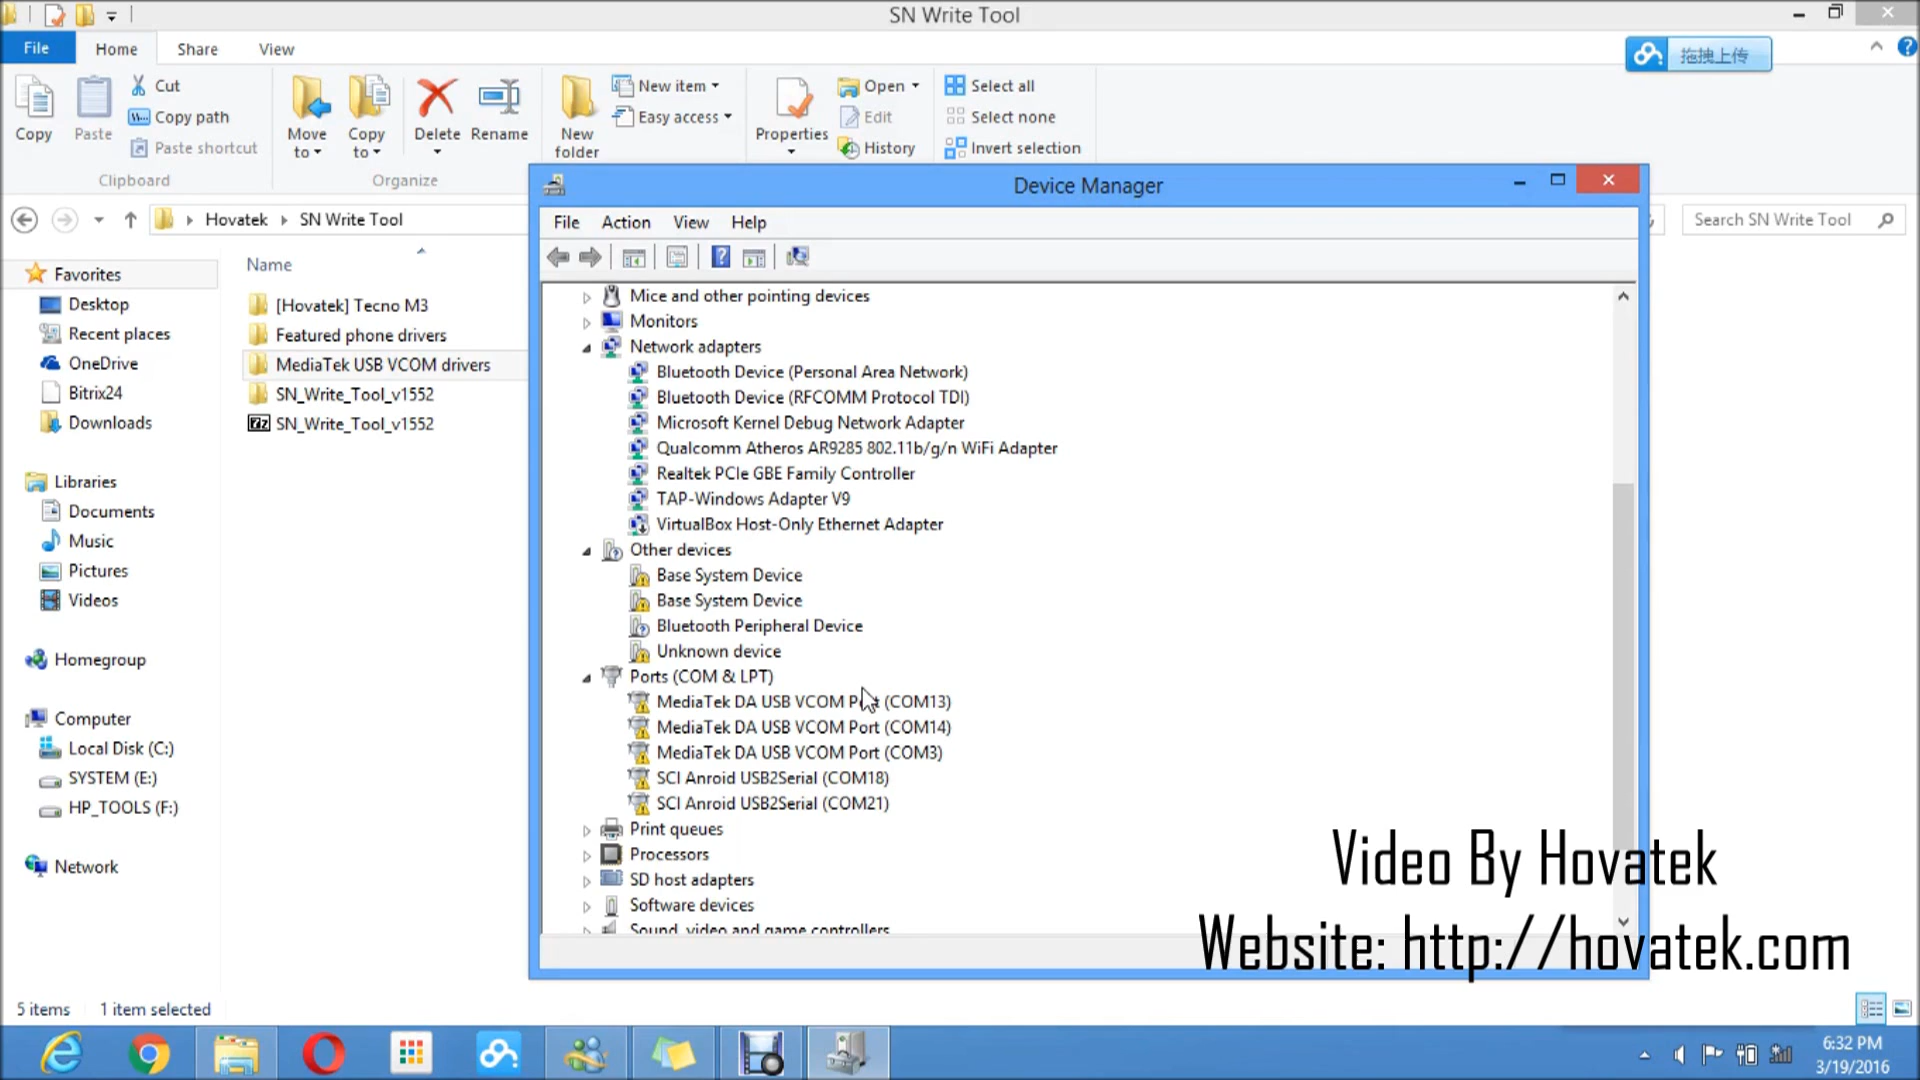 SN Write Tool
File
Home
Share
View
拖拽上传
Copy
Paste
Cut
Copy path
Paste shortcut
Clipboard
Move to
Copy to
Delete
Rename
Organize
New folder
New item
Easy access
Properties
Open
Edit
History
Select all
Select none
Invert selection
Hovatek
SN Write Tool
Search SN Write Tool
Favorites
Desktop
Recent places
OneDrive
Bitrix24
Downloads
Libraries
Documents
Music
Pictures
Videos
Homegroup
Computer
Local Disk (C:)
SYSTEM (E:)
HP_TOOLS (F:)
Network
Name
[Hovatek] Tecno M3
Featured phone drivers
MediaTek USB VCOM drivers
SN_Write_Tool_v1552
7z SN_Write_Tool_v1552
Device Manager
File
Action
View
Help
Mice and other pointing devices
Monitors
Network adapters
Bluetooth Device (Personal Area Network)
Bluetooth Device (RFCOMM Protocol TDI)
Microsoft Kernel Debug Network Adapter
Qualcomm Atheros AR9285 802.11b/g/n WiFi Adapter
Realtek PCIe GBE Family Controller
TAP-Windows Adapter V9
VirtualBox Host-Only Ethernet Adapter
Other devices
Base System Device
Base System Device
Bluetooth Peripheral Device
Unknown device
Ports (COM & LPT)
MediaTek DA USB VCOM Port (COM13)
MediaTek DA USB VCOM Port (COM14)
MediaTek DA USB VCOM Port (COM3)
SCI Anroid USB2Serial (COM18)
SCI Anroid USB2Serial (COM21)
Print queues
Processors
SD host adapters
Software devices
Sound, video and game controllers
Video By Hovatek
Website: http://hovatek.com
5 items
1 item selected
6:32 PM
3/19/2016